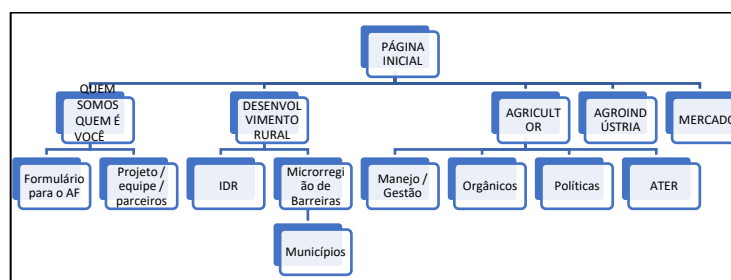 PÁGINA
INICIAL
QUEM
SOMOS
QUEM É
VOCÊ
DESENVOL
VIMENTO
RURAL
AGRICULT
OR
AGROIND
ÚSTRIA
MERCADO
Formulário
para o AF
Projeto /
equipe /
parceiros
IDR
Microrregi
ão de
Barreiras
Manejo /
Gestão
Orgânicos
Políticas
ATER
Municípios